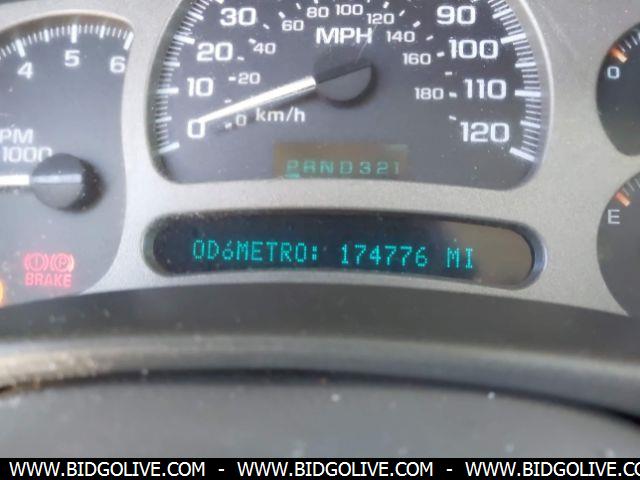 30 60 80 100 120 90
20 40 MPH 140 100
4 5 6
10 20 160 110
0 0 km/h 180 120
PM
1000
PRND321
0
E
OD6METRO: 174776 MI
BRAKE
WWW.BIDGOLIVE.COM - WWW.BIDGOLIVE.COM - WWW.BIDGOLIVE.COM